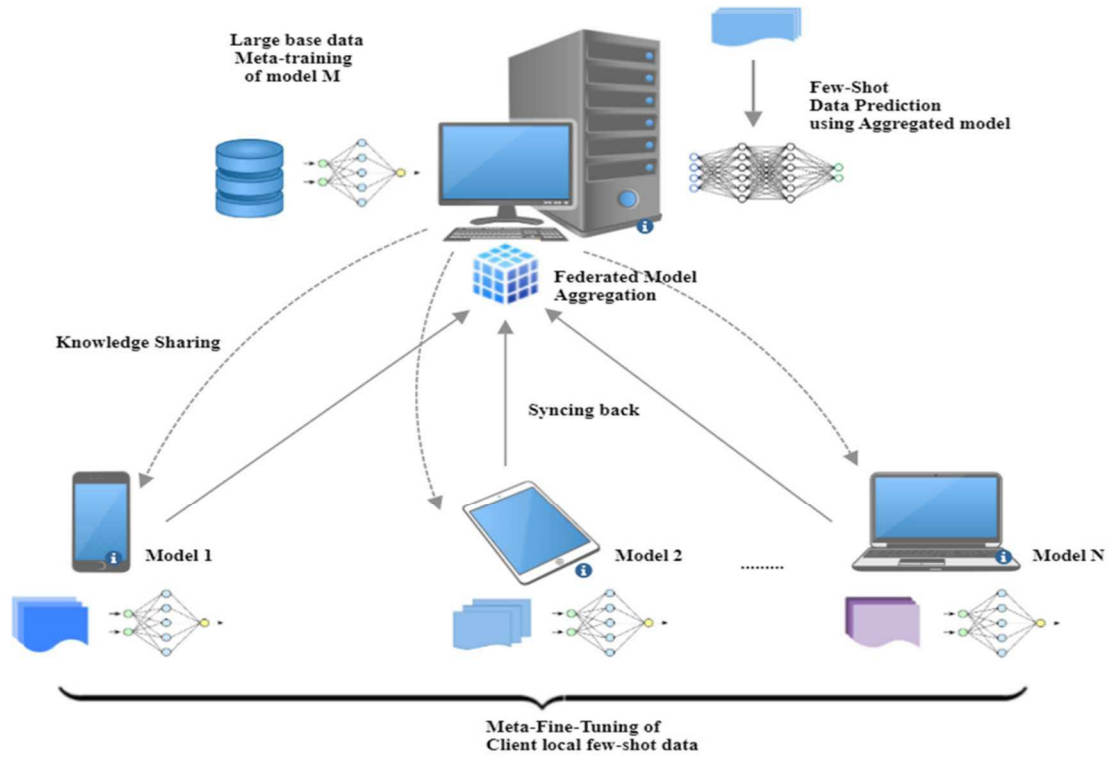 Large base data
Meta-training
of model M
Few-Shot
Data Prediction
using Aggregated model
Federated Model
Aggregation
Knowledge Sharing
Syncing back
Model 1
Model 2
.........
Model N
Meta-Fine-Tuning of
Client local few-shot data